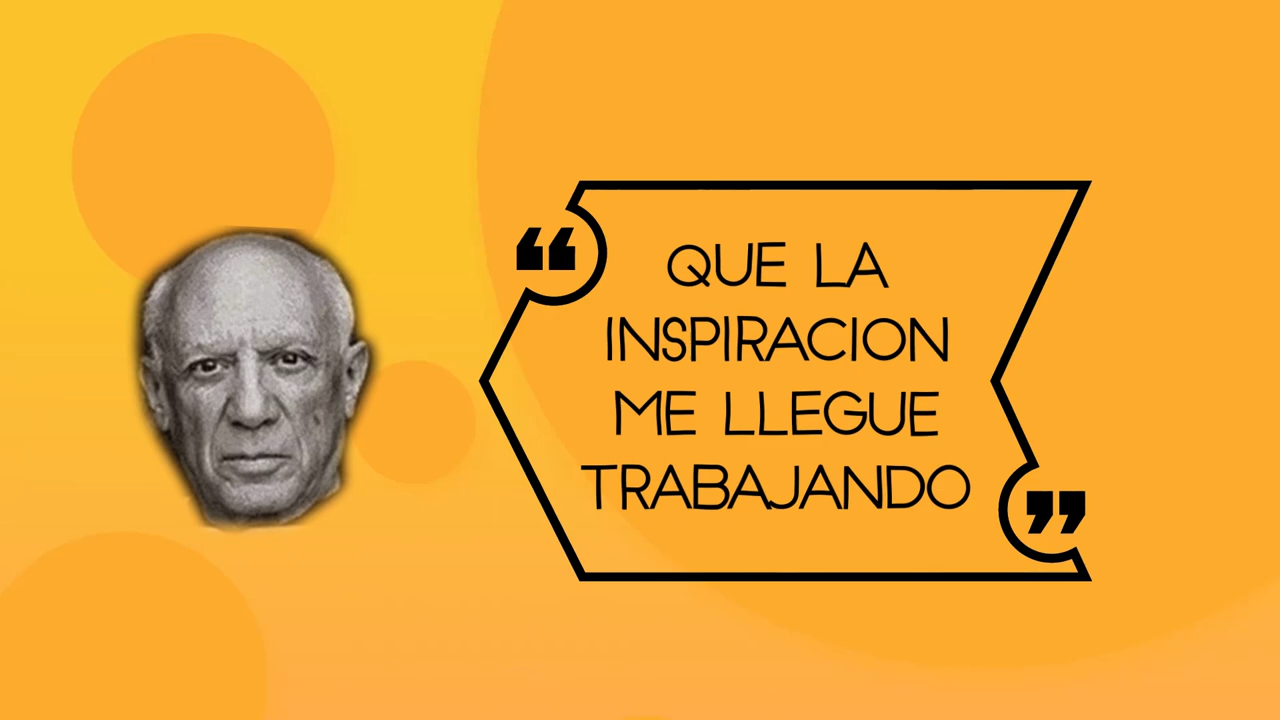 “
QUE LA
INSPIRACION
ME LLEGUE
TRABAJANDO
”